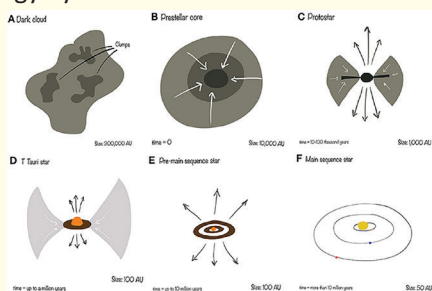 gy
A Dark cloud
Clumps
Size: 200,000 AU
B Prestellar core
time = 0
Size: 10,000 AU
C Protostar
time = 10-100 thousand years
Size: 1,000 AU
D T Tauri star
time = up to a million years
Size: 100 AU
E Pre-main sequence star
time = up to 10 million years
Size: 100 AU
F Main sequence star
time = more than 10 million years
Size: 50 AU